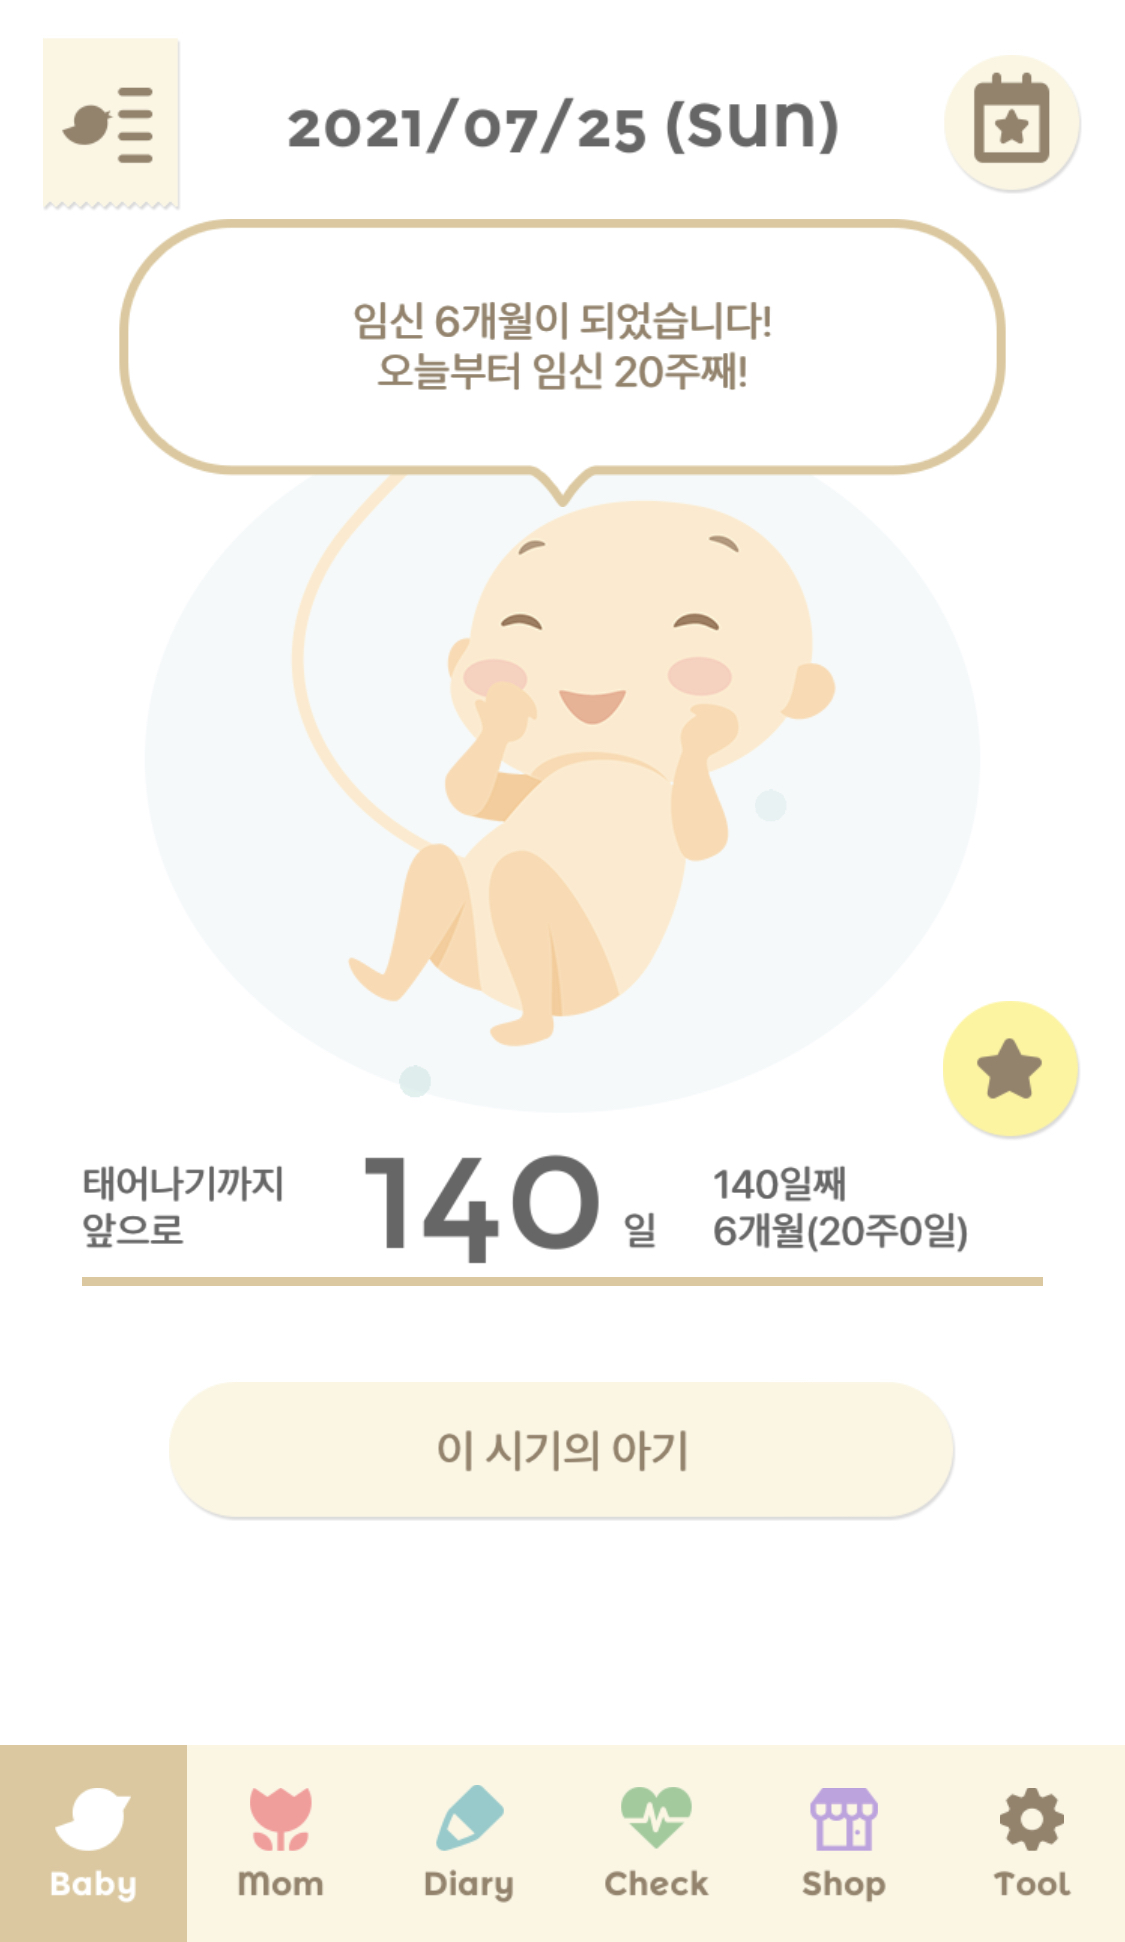 2021/07/25 (sun)
임신 6개월이 되었습니다!
오늘부터 임신 20주째!
태어나기까지
앞으로
140 일
140일째
6개월(20주0일)
이 시기의 아기
Baby
Mom
Diary
Check
Shop
Tool